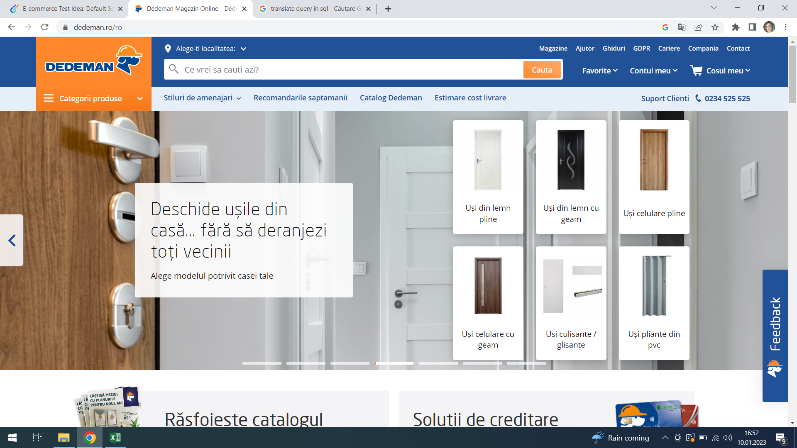 E-commerce Test Idea: Default Se
Dedeman Magazin Online - Dedi
translate query in sql - Căutare G
dedeman.ro/ro
DEDEMAN
Alege-ti localitatea:
Magazine Ajutor Ghiduri GDPR Cariere Compania Contact
Ce vrei sa cauti azi?
Cauta
Favorite
Contul meu
Cosul meu
Categorii produse
Stiluri de amenajari
Recomandarile saptamanii
Catalog Dedeman
Estimare cost livrare
Suport Clienti
0234 525 525
Deschide ușile din
casă... fără să deranjezi
toți vecinii
Alege modelul potrivit casei tale
Uși din lemn
pline
Uși din lemn cu
geam
Uși celulare pline
Uși celulare cu
geam
Usi culisante /
glisante
Uși pliante din
pvc
Feedback
Răsfoiește catalogul
Soluții de creditare
Rain coming
16:52
10.01.2023